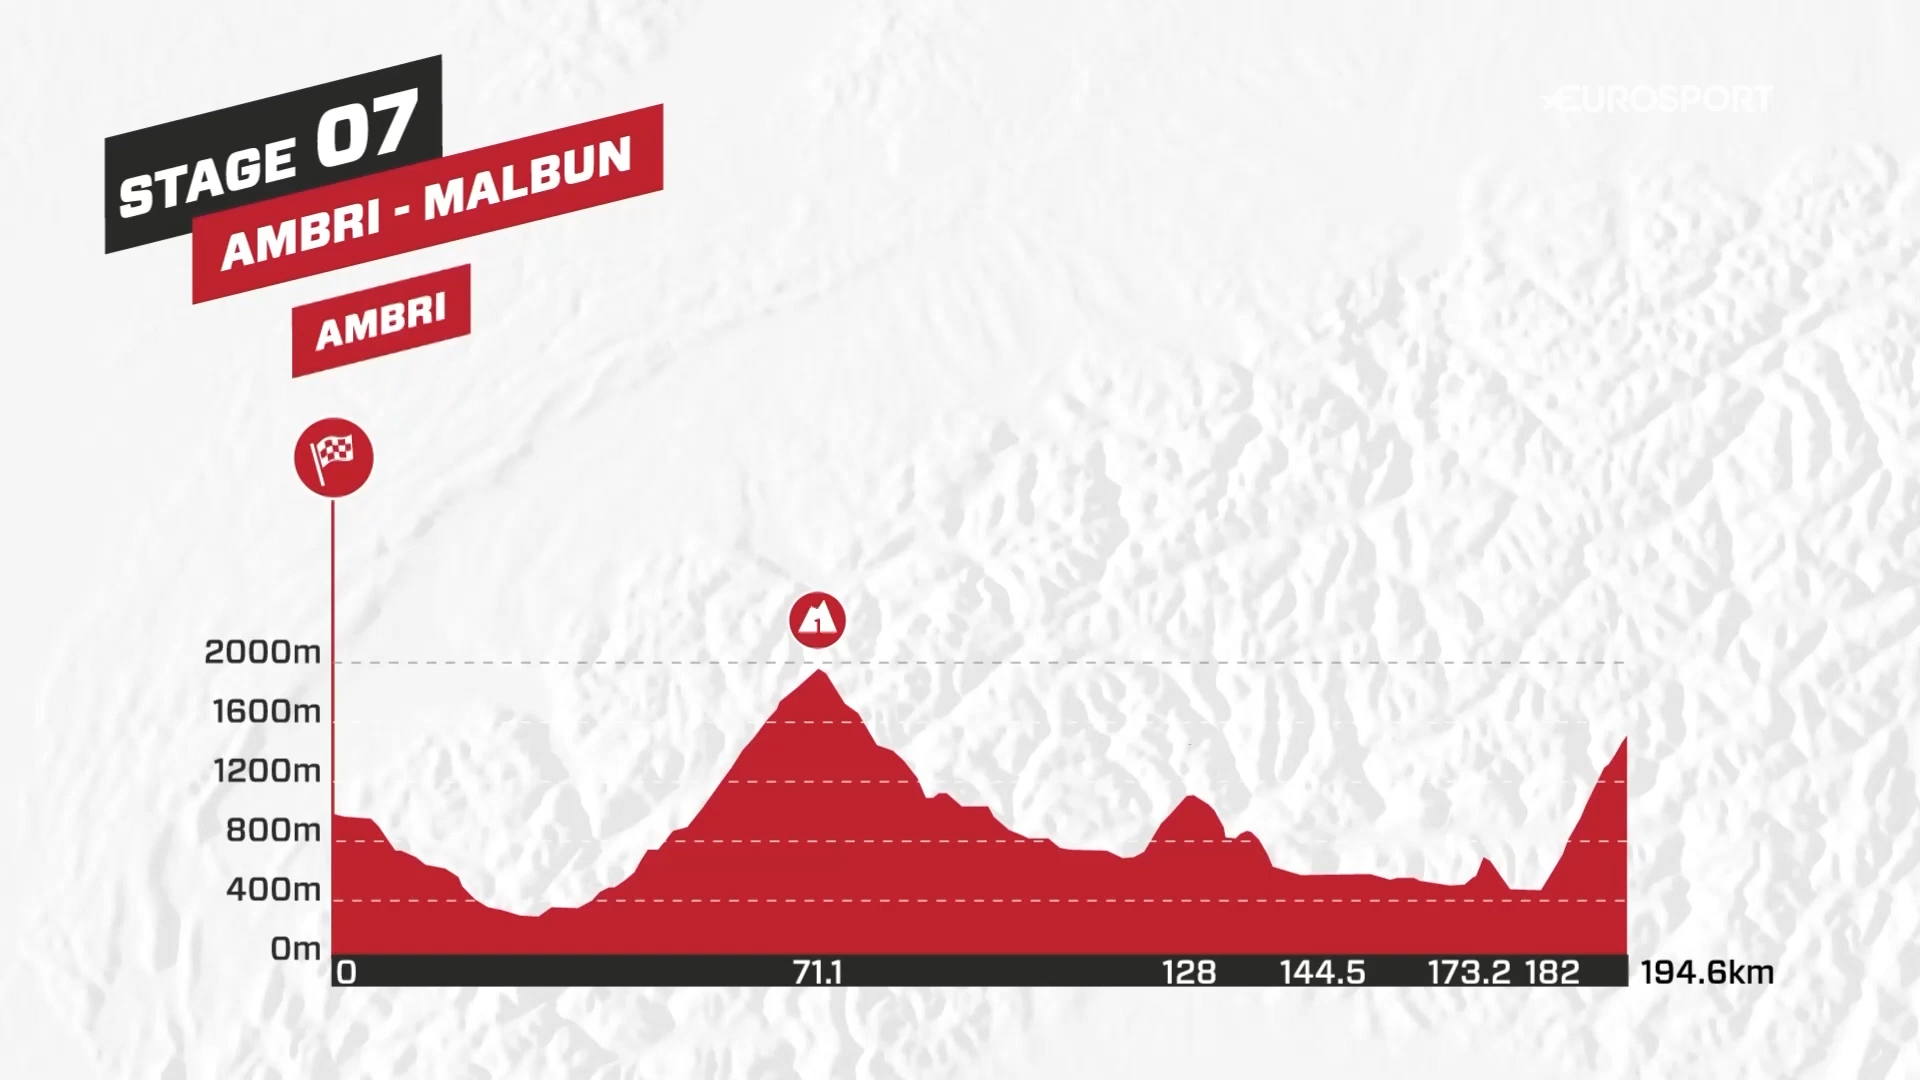 STAGE 07
AMBRI - MALBUN
AMBRI
EUROSPORT
1
2000m
1600m
1200m
800m
400m
0m
0 71.1 128 144.5 173.2 182 194.6km